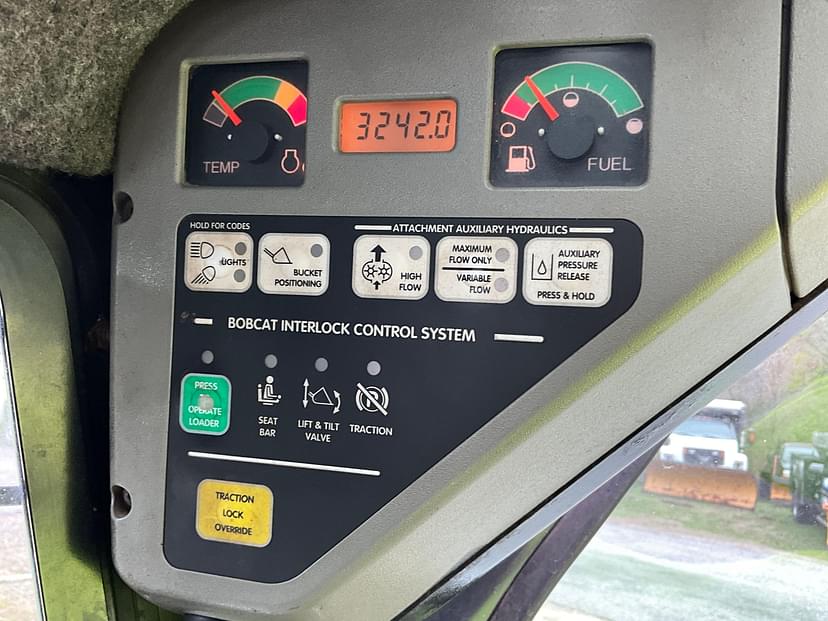 TEMP
3242.0
FUEL
HOLD FOR CODES
LIGHTS
BUCKET
POSITIONING
ATTACHMENT AUXILIARY HYDRAULICS
HIGH
FLOW
MAXIMUM
FLOW ONLY
VARIABLE
FLOW
AUXILIARY
PRESSURE
RELEASE
PRESS & HOLD
BOBCAT INTERLOCK CONTROL SYSTEM
PRESS
OPERATE
LOADER
SEAT
BAR
LIFT & TILT
VALVE
TRACTION
TRACTION
LOCK
OVERRIDE